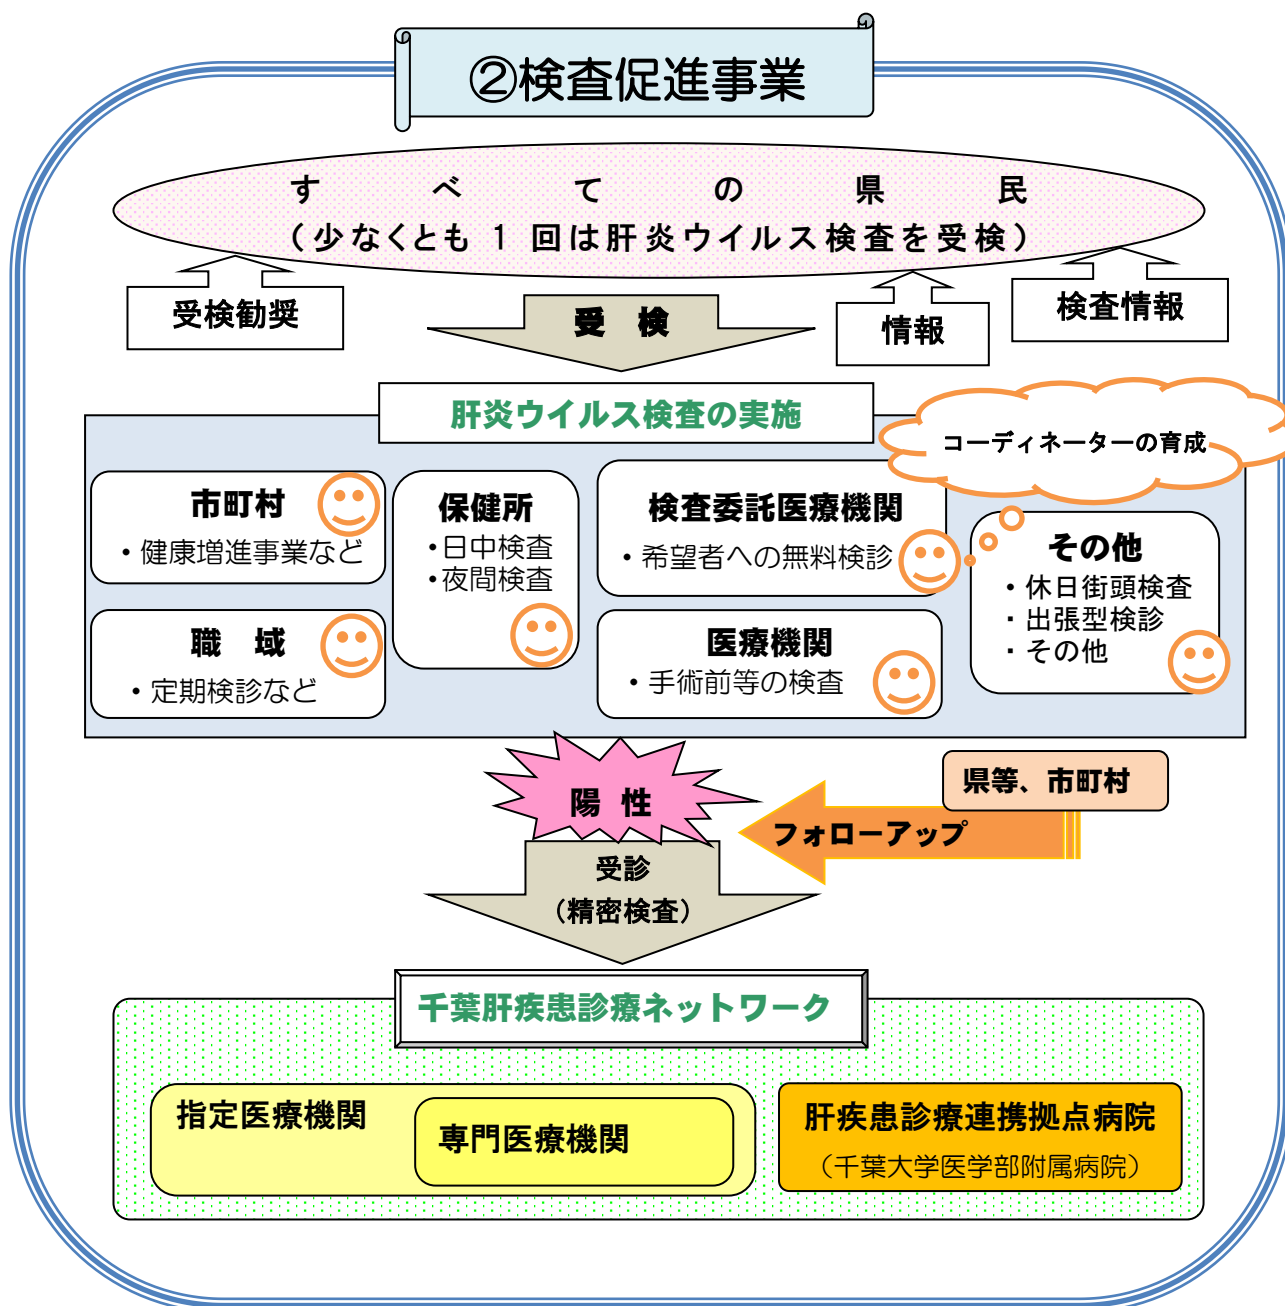 ②検査促進事業
すべての県民
（少なくとも 1 回は肝炎ウイルス検査を受検）
受検勧奨
受 検
情報
検査情報
肝炎ウイルス検査の実施
コーディネーターの育成
市町村
・健康増進事業など
保健所
・日中検査
・夜間検査
検査委託医療機関
・希望者への無料検診
その他
・休日街頭検査
・出張型検診
・その他
職 域
・定期検診など
医療機関
・手術前等の検査
陽 性
県等、市町村
フォローアップ
受診
（精密検査）
千葉肝疾患診療ネットワーク
指定医療機関
専門医療機関
肝疾患診療連携拠点病院
（千葉大学医学部附属病院）